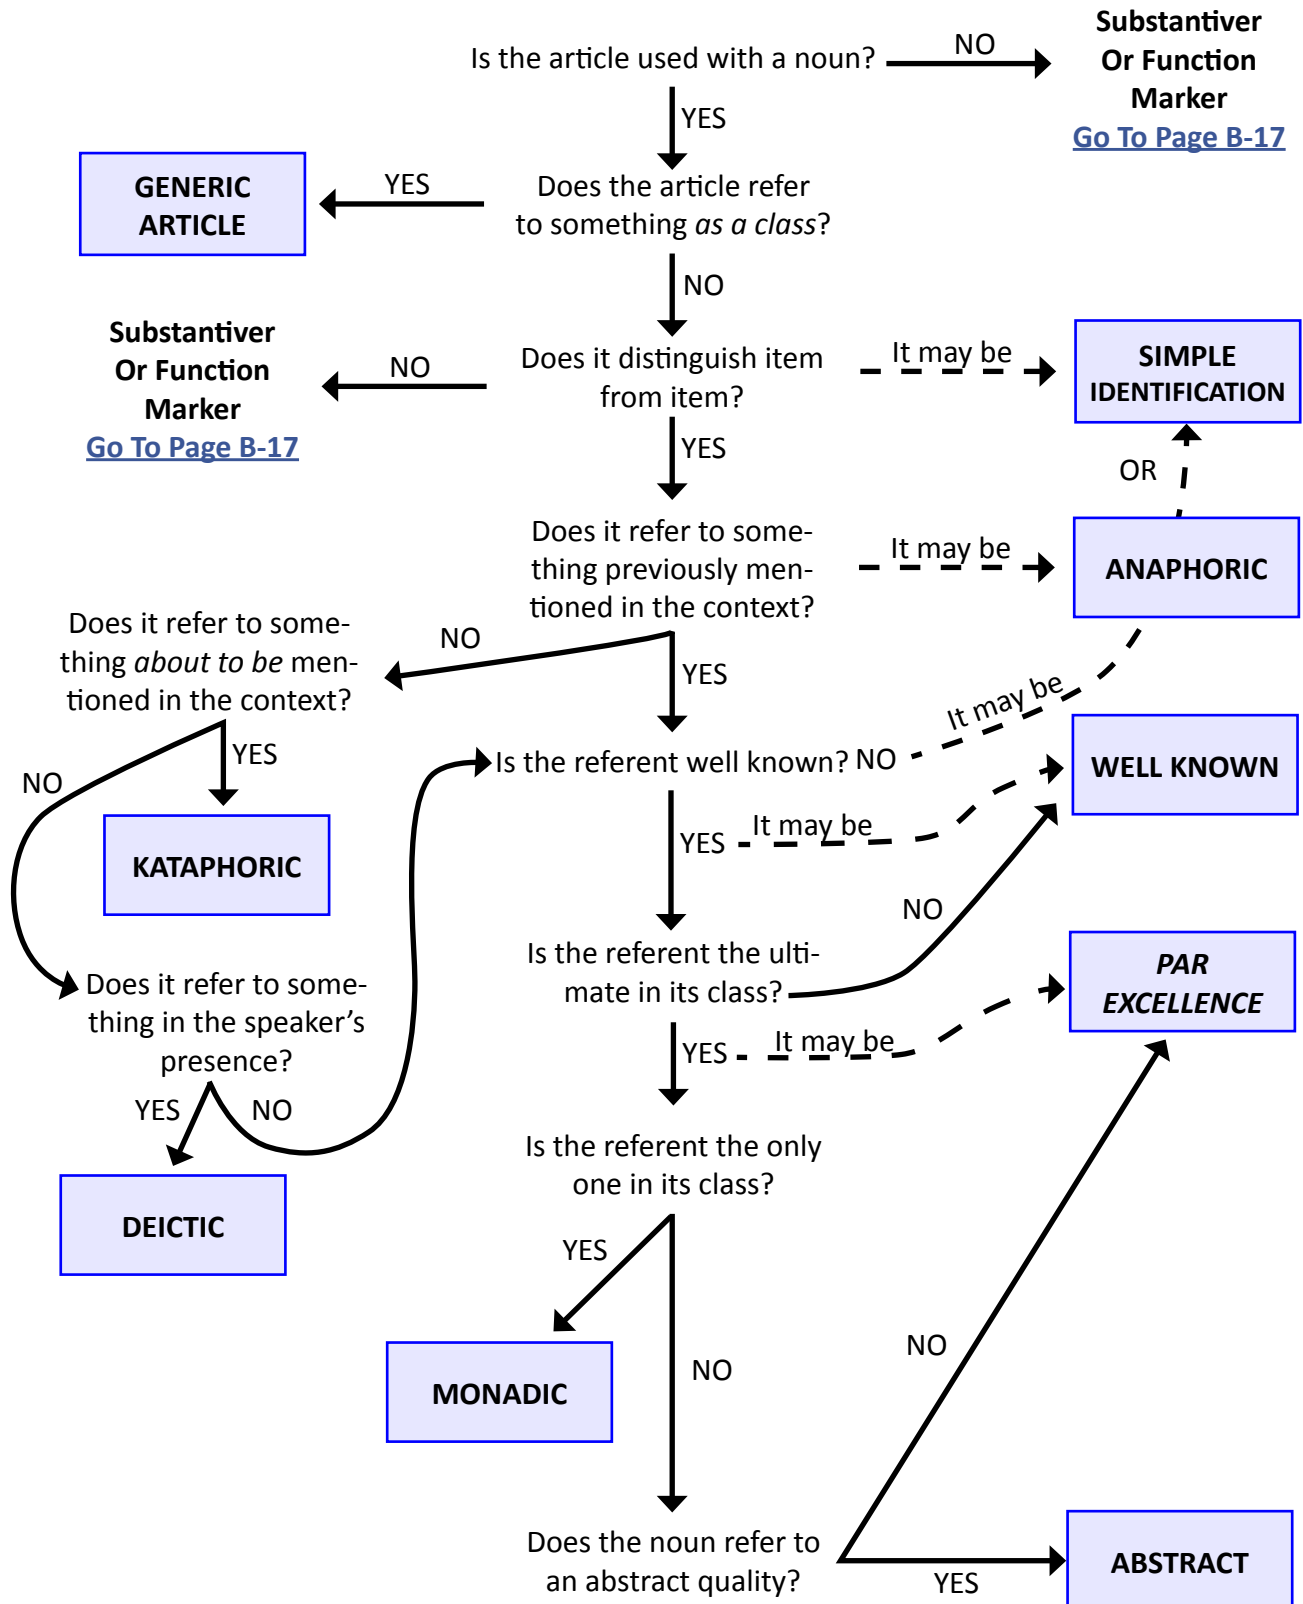 Is the article used with a noun?
NO
Substantiver
Or Function
Marker
Go To Page B-17
YES
GENERIC
ARTICLE
YES
Does the article refer
to something as a class?
NO
Substantiver
Or Function
Marker
Go To Page B-17
NO
Does it distinguish item
from item?
It may be
SIMPLE
IDENTIFICATION
YES
OR
Does it refer to some-
thing previously men-
tioned in the context?
It may be
ANAPHORIC
Does it refer to some-
thing about to be men-
tioned in the context?
NO
YES
It may be
NO
YES
Is the referent well known?
NO
WELL KNOWN
KATAPHORIC
YES
It may be
NO
Does it refer to some-
thing in the speaker's
presence?
Is the referent the ulti-
mate in its class?
PAR
EXCELLENCE
YES
It may be
YES
NO
DEICTIC
Is the referent the only
one in its class?
YES
MONADIC
NO
NO
Does the noun refer to
an abstract quality?
YES
ABSTRACT